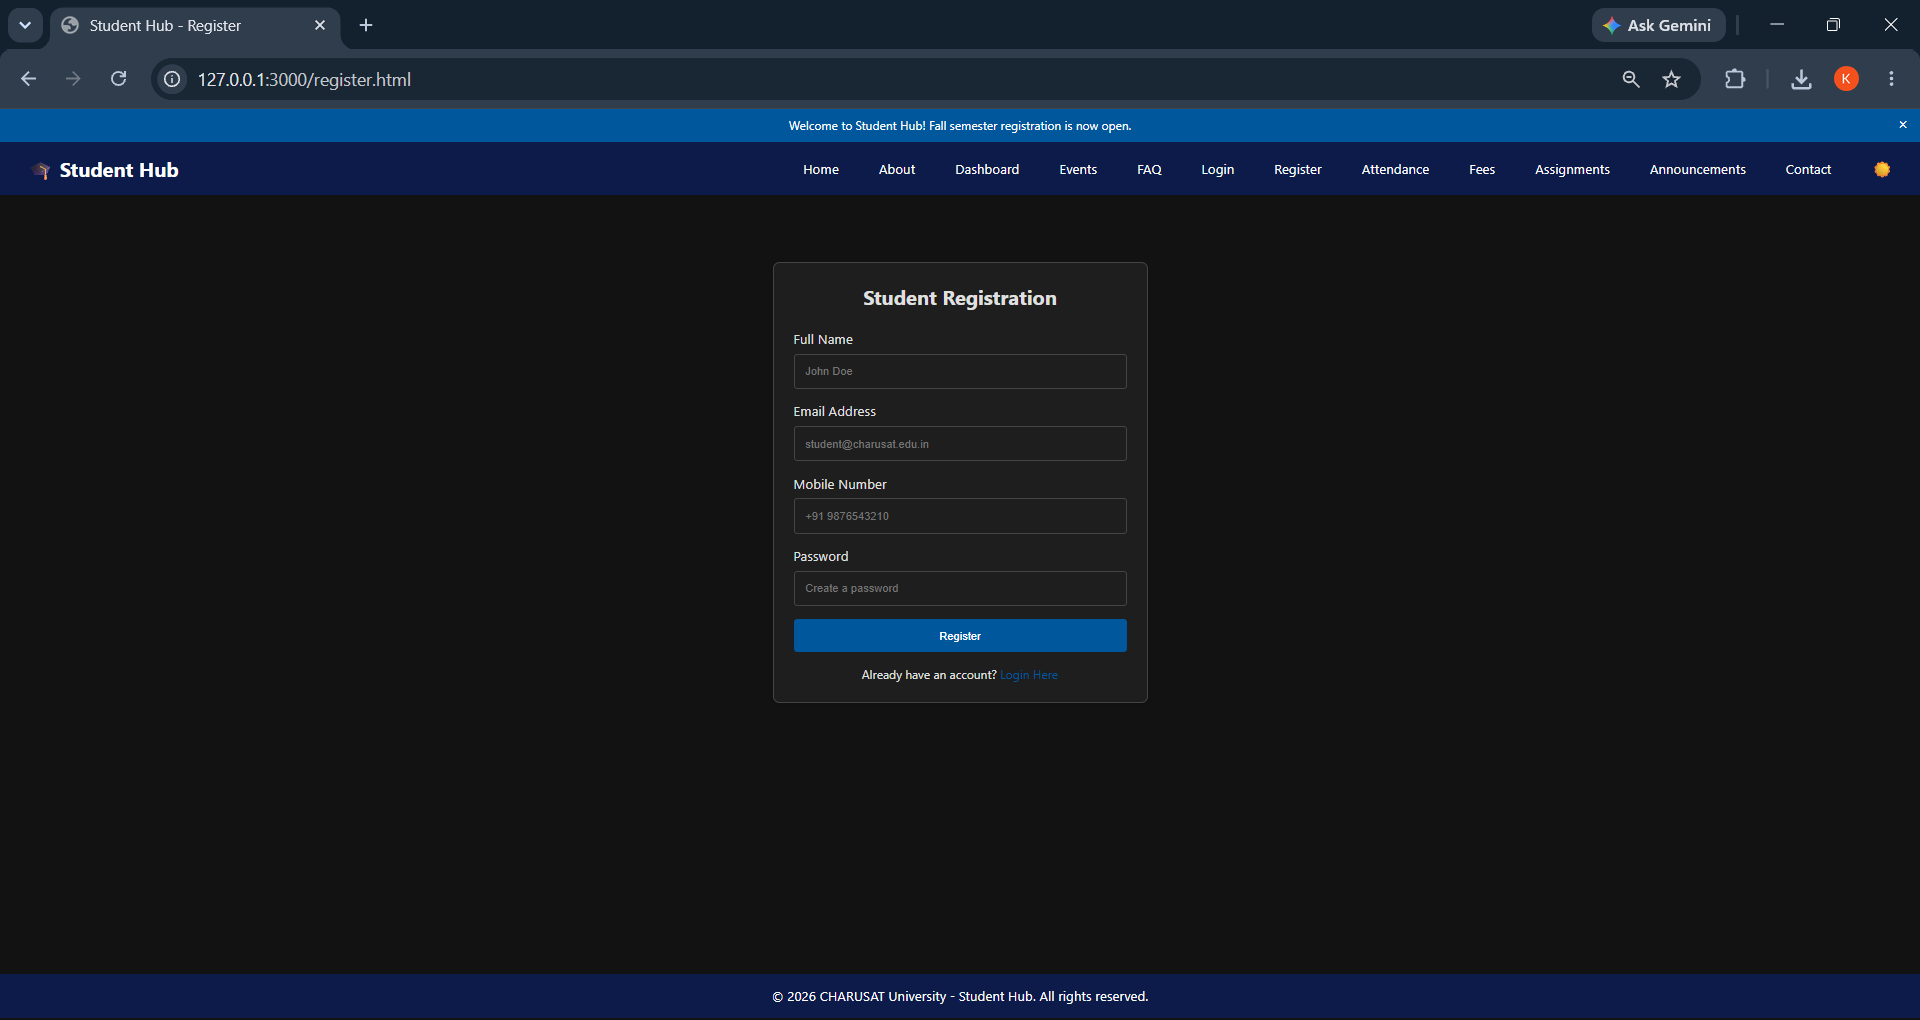 Student Hub - Register
Ask Gemini
127.0.0.1:3000/register.html
K
Welcome to Student Hub! Fall semester registration is now open.
Student Hub
Home About Dashboard Events FAQ Login Register Attendance Fees Assignments Announcements Contact
Student Registration
Full Name
John Doe
Email Address
student@charusat.edu.in
Mobile Number
+91 9876543210
Password
Create a password
Register
Already have an account? Login Here
© 2026 CHARUSAT University - Student Hub. All rights reserved.